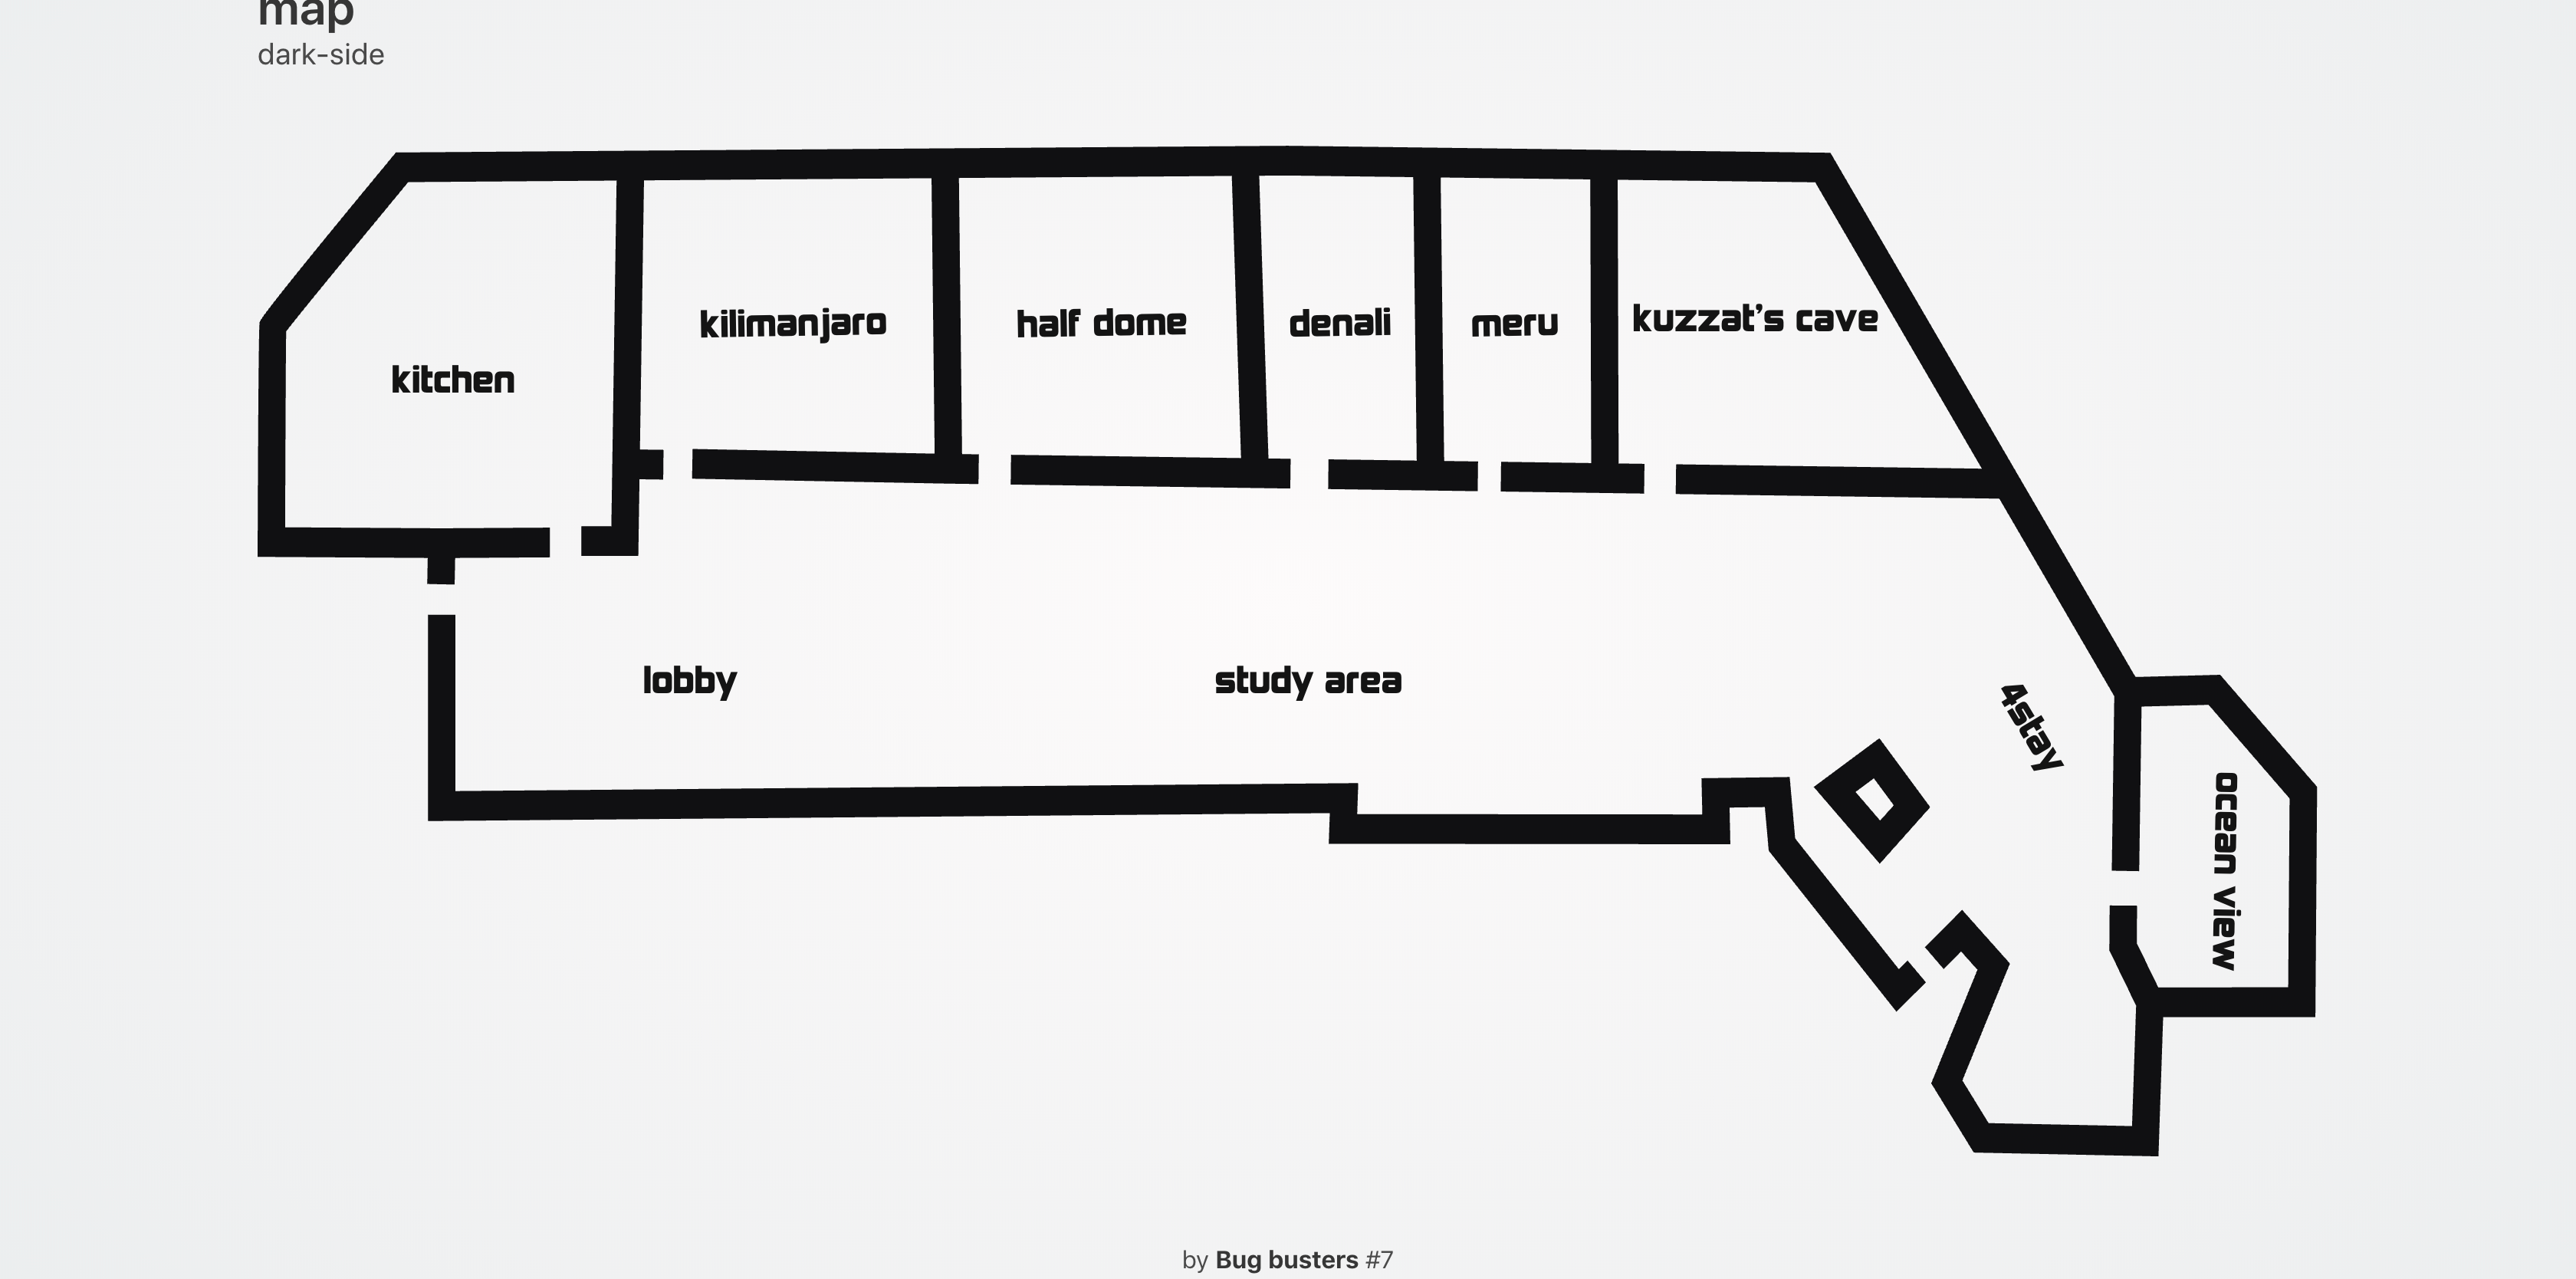 map
dark-side
kilimanjaro
half dome
denali
meru
kuzzat's cave
kitchen
lobby
study area
4stay
ocean view
by Bug busters #7